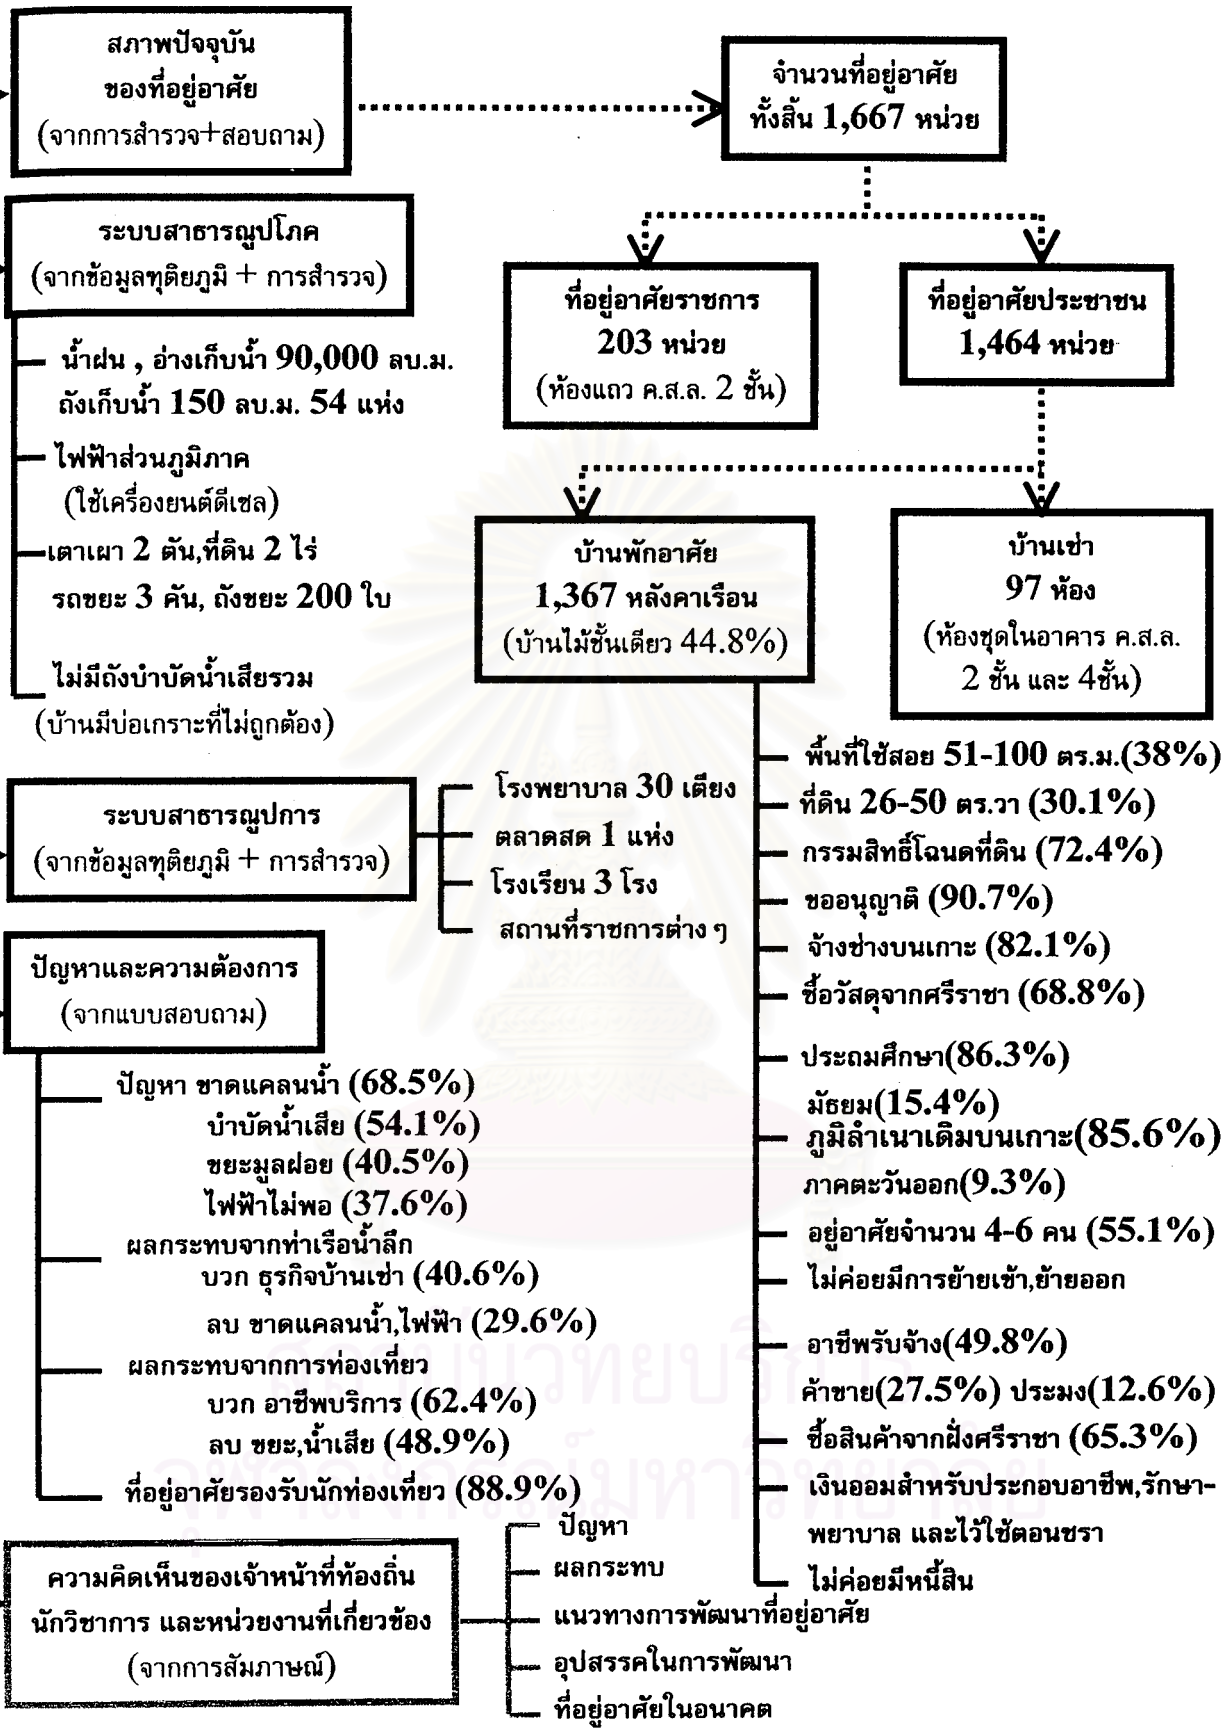 สภาพปัจจุบัน
ของที่อยู่อาศัย
(จากการสำรวจ+สอบถาม)
จำนวนที่อยู่อาศัย
ทั้งสิ้น 1,667 หน่วย
ระบบสาธารณูปโภค
(จากข้อมูลทุติยภูมิ + การสำรวจ)
น้ำฝน , อ่างเก็บน้ำ 90,000 ลบ.ม.
ถังเก็บน้ำ 150 ลบ.ม. 54 แห่ง
ไฟฟ้าส่วนภูมิภาค
(ใช้เครื่องยนต์ดีเซล)
เตาเผา 2 ตัน,ที่ดิน 2 ไร่
รถขยะ 3 คัน, ถังขยะ 200 ใบ
ไม่มีถังบำบัดน้ำเสียรวม
(บ้านมีบ่อเกราะที่ไม่ถูกต้อง)
ที่อยู่อาศัยราชการ
203 หน่วย
(ห้องแถว ค.ส.ล. 2 ชั้น)
ที่อยู่อาศัยประชาชน
1,464 หน่วย
บ้านพักอาศัย
1,367 หลังคาเรือน
(บ้านไม้ชั้นเดียว 44.8%)
บ้านเช่า
97 ห้อง
(ห้องชุดในอาคาร ค.ส.ล.
2 ชั้น และ 4ชั้น)
ระบบสาธารณูปการ
(จากข้อมูลทุติยภูมิ + การสำรวจ)
โรงพยาบาล 30 เตียง
ตลาดสด 1 แห่ง
โรงเรียน 3 โรง
สถานที่ราชการต่าง ๆ
พื้นที่ใช้สอย 51-100 ตร.ม.(38%)
ที่ดิน 26-50 ตร.วา (30.1%)
กรรมสิทธิ์โฉนดที่ดิน (72.4%)
ขออนุญาติ (90.7%)
จ้างช่างบนเกาะ (82.1%)
ซื้อวัสดุจากศรีราชา (68.8%)
ประถมศึกษา(86.3%)
มัธยม(15.4%)
ภูมิลำเนาเดิมบนเกาะ(85.6%)
ภาคตะวันออก(9.3%)
อยู่อาศัยจำนวน 4-6 คน (55.1%)
ไม่ค่อยมีการย้ายเข้า,ย้ายออก
อาชีพรับจ้าง(49.8%)
ค้าขาย(27.5%) ประมง(12.6%)
ซื้อสินค้าจากฝั่งศรีราชา (65.3%)
เงินออมสำหรับประกอบอาชีพ,รักษา-
พยาบาล และไว้ใช้ตอนชรา
ไม่ค่อยมีหนี้สิน
ปัญหาและความต้องการ
(จากแบบสอบถาม)
ปัญหา ขาดแคลนน้ำ (68.5%)
บำบัดน้ำเสีย (54.1%)
ขยะมูลฝอย (40.5%)
ไฟฟ้าไม่พอ (37.6%)
ผลกระทบจากท่าเรือน้ำลึก
บวก ธุรกิจบ้านเช่า (40.6%)
ลบ ขาดแคลนน้ำ,ไฟฟ้า (29.6%)
ผลกระทบจากการท่องเที่ยว
บวก อาชีพบริการ (62.4%)
ลบ ขยะ,น้ำเสีย (48.9%)
ที่อยู่อาศัยรองรับนักท่องเที่ยว (88.9%)
ความคิดเห็นของเจ้าหน้าที่ท้องถิ่น
นักวิชาการ และหน่วยงานที่เกี่ยวข้อง
(จากการสัมภาษณ์)
ปัญหา
ผลกระทบ
แนวทางการพัฒนาที่อยู่อาศัย
อุปสรรคในการพัฒนา
ที่อยู่อาศัยในอนาคต
สถาบันวิทยบริการ
จุฬาลงกรณ์มหาวิทยาลัย